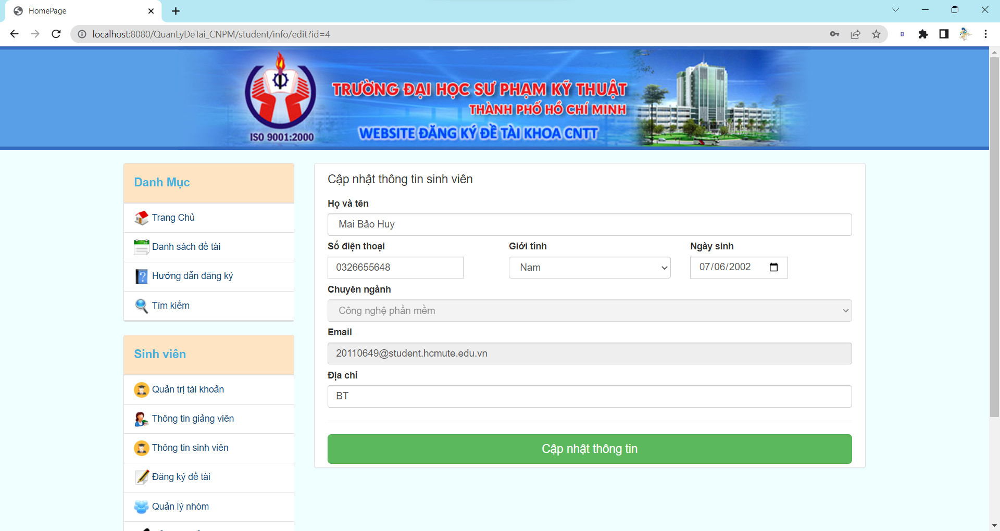 HomePage
localhost:8080/QuanLyDeTai_CNPM/student/info/edit?id=4
B
TRƯỜNG ĐẠI HỌC SƯ PHẠM KỸ THUẬT
THÀNH PHỐ HỒ CHÍ MINH
WEBSITE ĐĂNG KÝ ĐỀ TÀI KHOA CNTT
ISO 9001:2000
Danh Mục
Trang Chủ
Danh sách đề tài
Hướng dẫn đăng ký
Tìm kiếm
Sinh viên
Quản trị tài khoản
Thông tin giảng viên
Thông tin sinh viên
Đăng ký đề tài
Quản lý nhóm
Cập nhật thông tin sinh viên
Họ và tên
Mai Bảo Huy
Số điện thoại
Giới tính
Ngày sinh
0326655648
Nam
07/06/2002
Chuyên ngành
Công nghệ phần mềm
Email
20110649@student.hcmute.edu.vn
Địa chỉ
BT
Cập nhật thông tin